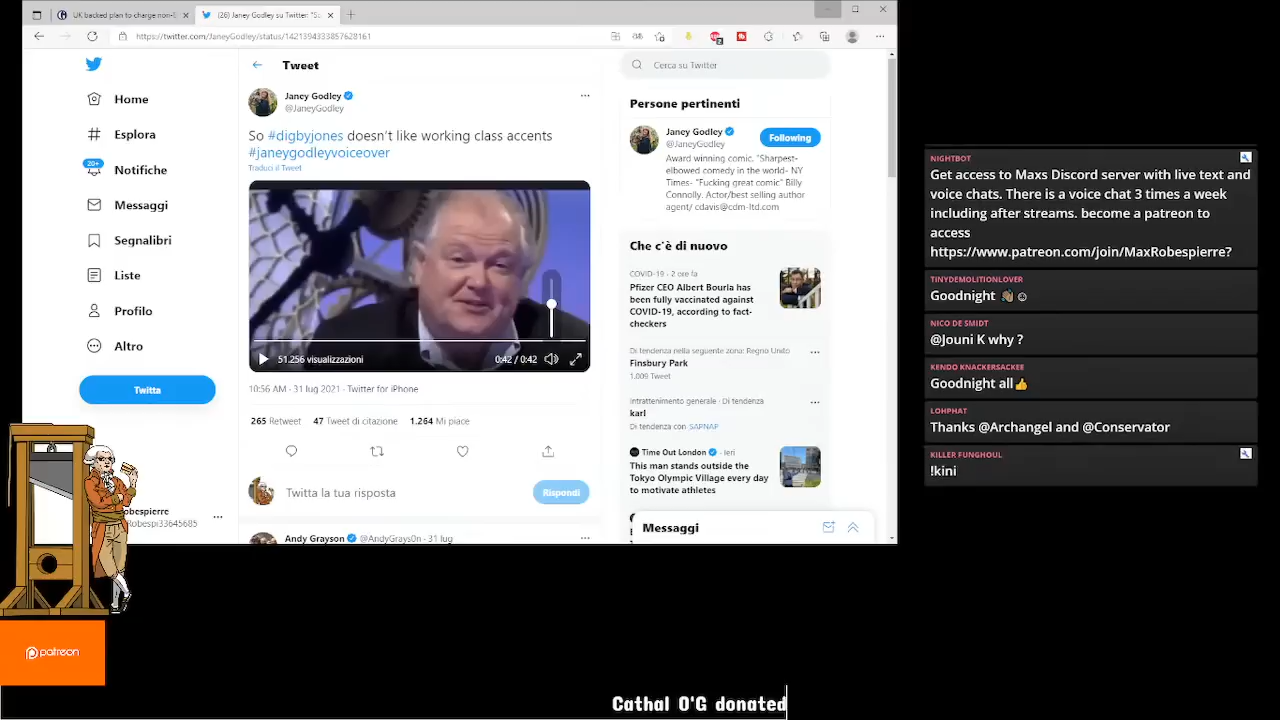 UK backed plan to charge non-E
(26) Janey Godley su Twitter: "So
https://twitter.com/JaneyGodley/status/1421394333857628161
Tweet
Home
Esplora
20+
Notifiche
Messaggi
Segnalibri
Liste
Profilo
Altro
Twitta
obespierre
Robespi33645685
Janey Godley
@JaneyGodley
So #digbyjones doesn't like working class accents
#janeygodleyvoiceover
Traduci il Tweet
51.256 visualizzazioni
0:42 / 0:42
10:56 AM · 31 lug 2021 · Twitter for iPhone
265 Retweet 47 Tweet di citazione 1.264 Mi piace
Twitta la tua risposta
Rispondi
Andy Grayson @AndyGrays0n · 31 lug
Cerca su Twitter
Persone pertinenti
Janey Godley
@JaneyGodley
Following
Award winning comic. "Sharpest-
elbowed comedy in the world- NY
Times- "Fucking great comic" Billy
Connolly. Actor/best selling author
agent/ cdavis@cdm-ltd.com
Che c'è di nuovo
COVID-19 · 2 ore fa
Pfizer CEO Albert Bourla has
been fully vaccinated against
COVID-19, according to fact-
checkers
Di tendenza nella seguente zona: Regno Unito
Finsbury Park
1.009 Tweet
Intrattenimento generale · Di tendenza
karl
Di tendenza con SAPNAP
Time Out London · Ieri
This man stands outside the
Tokyo Olympic Village every day
to motivate athletes
Messaggi
NIGHTBOT
Get access to Maxs Discord server with live text and
voice chats. There is a voice chat 3 times a week
including after streams. become a patreon to
access
https://www.patreon.com/join/MaxRobespierre?
TINYDEMOLITIONLOVER
Goodnight 👋🏽☺
NICO DE SMIDT
@Jouni K why ?
KENDO KNACKERSACKEE
Goodnight all👍
LOHPHAT
Thanks @Archangel and @Conservator
KILLER FUNGHOUL
!kini
patreon
Cathal O'G donated